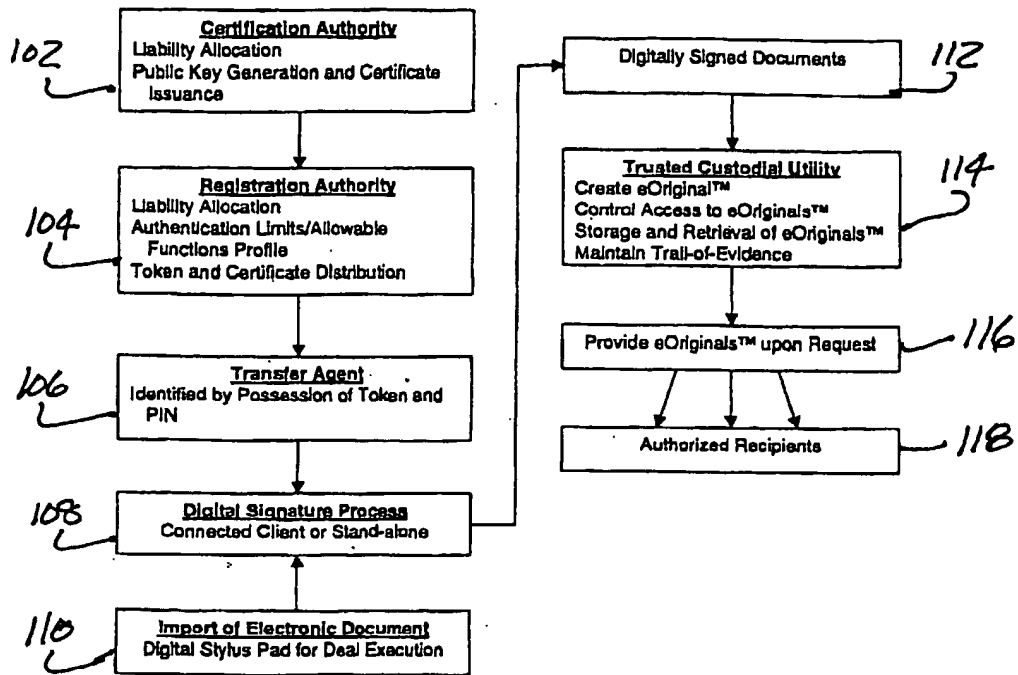 102
Certification Authority
Liability Allocation
Public Key Generation and Certificate
Issuance
104
Registration Authority
Liability Allocation
Authentication Limits/Allowable
Functions Profile
Token and Certificate Distribution
106
Transfer Agent
Identified by Possession of Token and
PIN
108
Digital Signature Process
Connected Client or Stand-alone
110
Import of Electronic Document
Digital Stylus Pad for Deal Execution
Digitally Signed Documents
112
Trusted Custodial Utility
Create eOriginal™
Control Access to eOriginals™
Storage and Retrieval of eOriginals™
Maintain Trail-of-Evidence
114
Provide eOriginals™ upon Request
116
Authorized Recipients
118